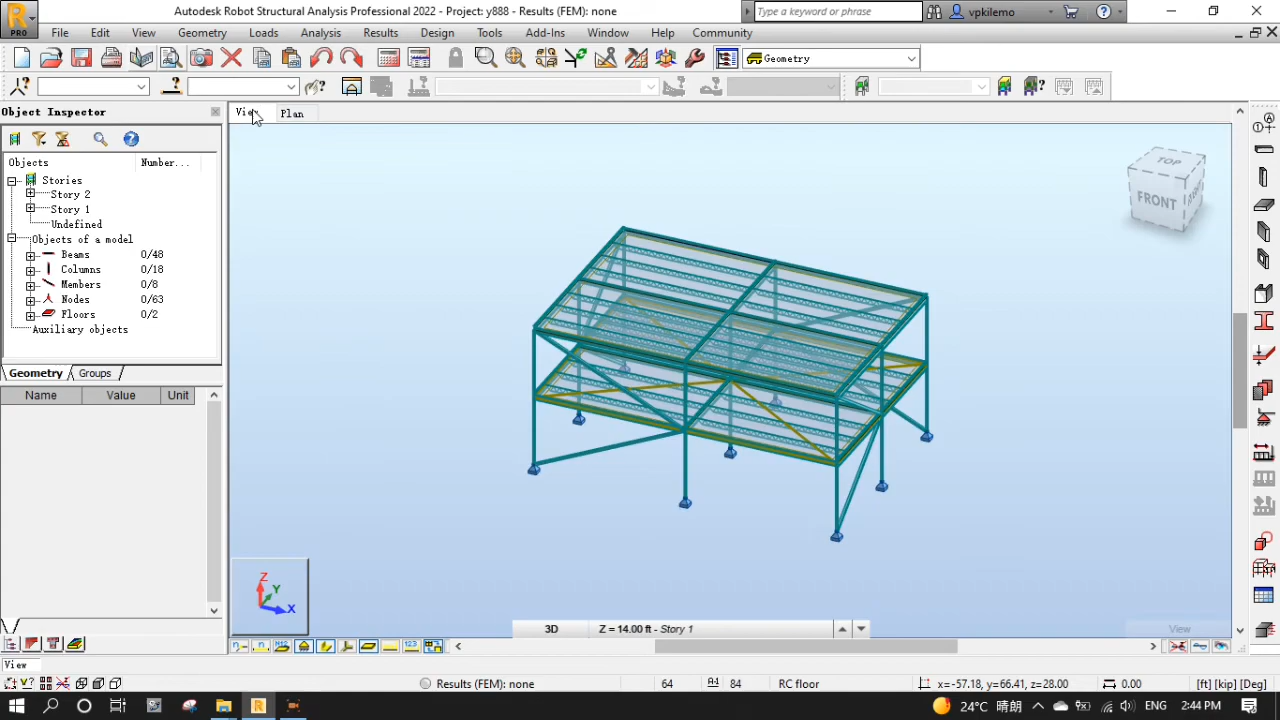 Autodesk Robot Structural Analysis Professional 2022 - Project: y888 - Results (FEM): none
Type a keyword or phrase
vpkilemo
PRO
File Edit View Geometry Loads Analysis Results Design Tools Add-Ins Window Help Community
Geometry
Object Inspector
View Plan
Objects Number...
Stories
Story 2
Story 1
Undefined
Objects of a model
Beams 0/48
Columns 0/18
Members 0/8
Nodes 0/63
Floors 0/2
Auxiliary objects
Geometry Groups
Name Value Unit
TOP
FRONT
Z
Y
X
3D Z = 14.00 ft - Story 1
View
View
Results (FEM): none 64 84 RC floor x=-57.18, y=66.41, z=28.00 0.00 [ft] [kip] [Deg]
24°C 晴朗 ENG 2:44 PM